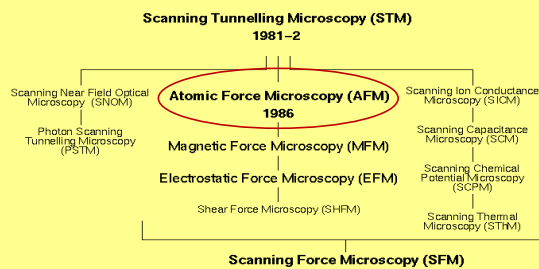 Scanning Tunnelling Microscopy (STM)
1981–2
Scanning Near Field Optical
Microscopy (SNOM)
Photon Scanning
Tunnelling Microscopy
(PSTM)
Atomic Force Microscopy (AFM)
1986
Magnetic Force Microscopy (MFM)
Electrostatic Force Microscopy (EFM)
Shear Force Microscopy (SHFM)
Scanning Ion Conductance
Microscopy (SICM)
Scanning Capacitance
Microscopy (SCM)
Scanning Chemical
Potential Microscopy
(SCPM)
Scanning Thermal
Microscopy (SThM)
Scanning Force Microscopy (SFM)